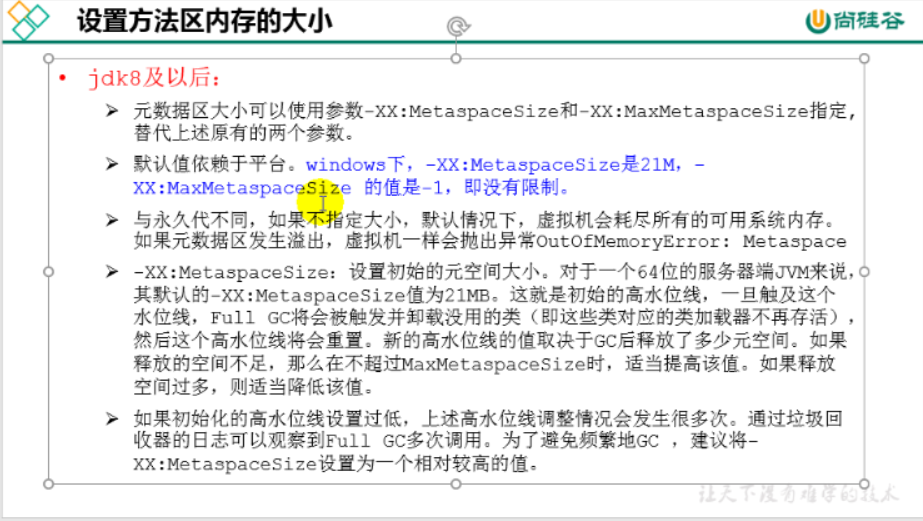 设置方法区内存的大小
尚硅谷
jdk8及以后:
元数据区大小可以使用参数-XX:MetaspaceSize和-XX:MaxMetaspaceSize指定,
替代上述原有的两个参数。
默认值依赖于平台。windows下, -XX:MetaspaceSize是21M, -
XX:MaxMetaspaceSize 的值是-1, 即没有限制。
与永久代不同, 如果不指定大小, 默认情况下, 虚拟机会耗尽所有的可用系统内存。
如果元数据区发生溢出, 虚拟机一样会抛出异常OutOfMemoryError: Metaspace
-XX:MetaspaceSize: 设置初始的元空间大小。对于一个64位的服务器端JVM来说,
其默认的-XX:MetaspaceSize值为21MB。这就是初始的高水位线, 一旦触及这个
水位线, Full GC将会被触发并卸载没用的类(即这些类对应的类加载器不再存活),
然后这个高水位线将会重置。新的高水位线的值取决于GC后释放了多少元空间。如果
释放的空间不足, 那么在不超过MaxMetaspaceSize时, 适当提高该值。如果释放
空间过多, 则适当降低该值。
如果初始化的高水位线设置过低, 上述高水位线调整情况会发生很多次。通过垃圾回
收器的日志可以观察到Full GC多次调用。为了避免频繁地GC , 建议将-
XX:MetaspaceSize设置为一个相对较高的值。
让天下没有难学的技术